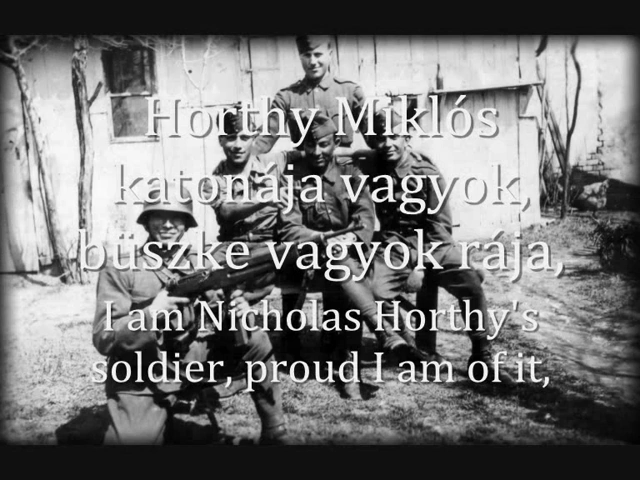 Horthy Miklós
katonája vagyok,
büszke vagyok rája,
I am Nicholas Horthy's
soldier, proud I am of it,